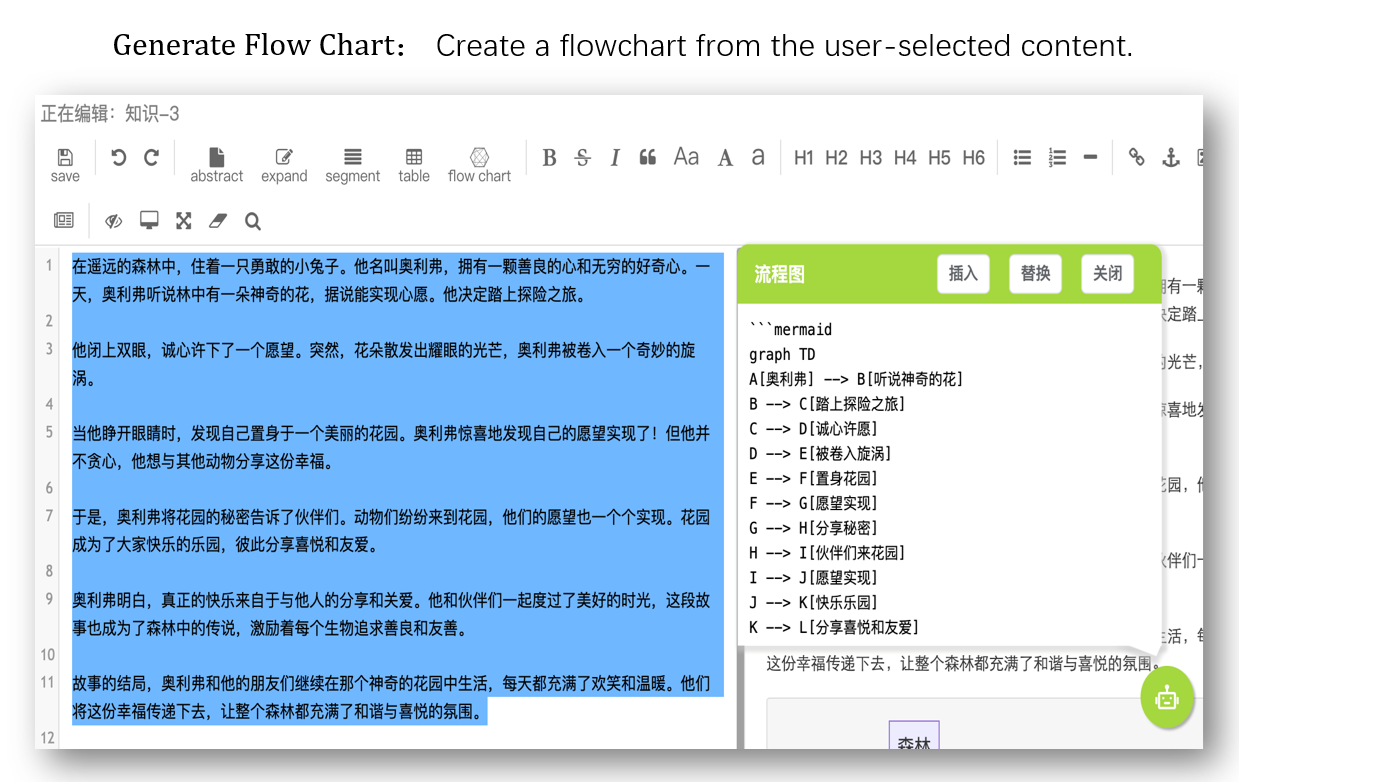 Generate Flow Chart： Create a flowchart from the user-selected content.
正在编辑：知识-3
save abstract expand segment table flow chart B S I Aa A a H1 H2 H3 H4 H5 H6
1 在遥远的森林中，住着一只勇敢的小兔子。他名叫奥利弗，拥有一颗善良的心和无穷的好奇心。一
天，奥利弗听说林中有一朵神奇的花，据说能实现心愿。他决定踏上探险之旅。
2
3 他闭上双眼，诚心许下了一个愿望。突然，花朵散发出耀眼的光芒，奥利弗被卷入一个奇妙的旋
涡。
4
5 当他睁开眼睛时，发现自己置身于一个美丽的花园。奥利弗惊喜地发现自己的愿望实现了！但他并
不贪心，他想与其他动物分享这份幸福。
6
7 于是，奥利弗将花园的秘密告诉了伙伴们。动物们纷纷来到花园，他们的愿望也一个个实现。花园
成为了大家快乐的乐园，彼此分享喜悦和友爱。
8
9 奥利弗明白，真正的快乐来自于与他人的分享和关爱。他和伙伴们一起度过了美好的时光，这段故
事也成为了森林中的传说，激励着每个生物追求善良和友善。
10
11 故事的结局，奥利弗和他的朋友们继续在那个神奇的花园中生活，每天都充满了欢笑和温暖。他们
将这份幸福传递下去，让整个森林都充满了和谐与喜悦的氛围。
12
流程图 插入 替换 关闭
```mermaid
graph TD
A[奥利弗] --> B[听说神奇的花]
B --> C[踏上探险之旅]
C --> D[诚心许愿]
D --> E[被卷入旋涡]
E --> F[置身花园]
F --> G[愿望实现]
G --> H[分享秘密]
H --> I[伙伴们来花园]
I --> J[愿望实现]
J --> K[快乐乐园]
K --> L[分享喜悦和友爱]
拥有一
决定踏
的光芒，
惊喜地
花园，
伙伴们一
生活，
这份幸福传递下去，让整个森林都充满了和谐与喜悦的氛围。
森林